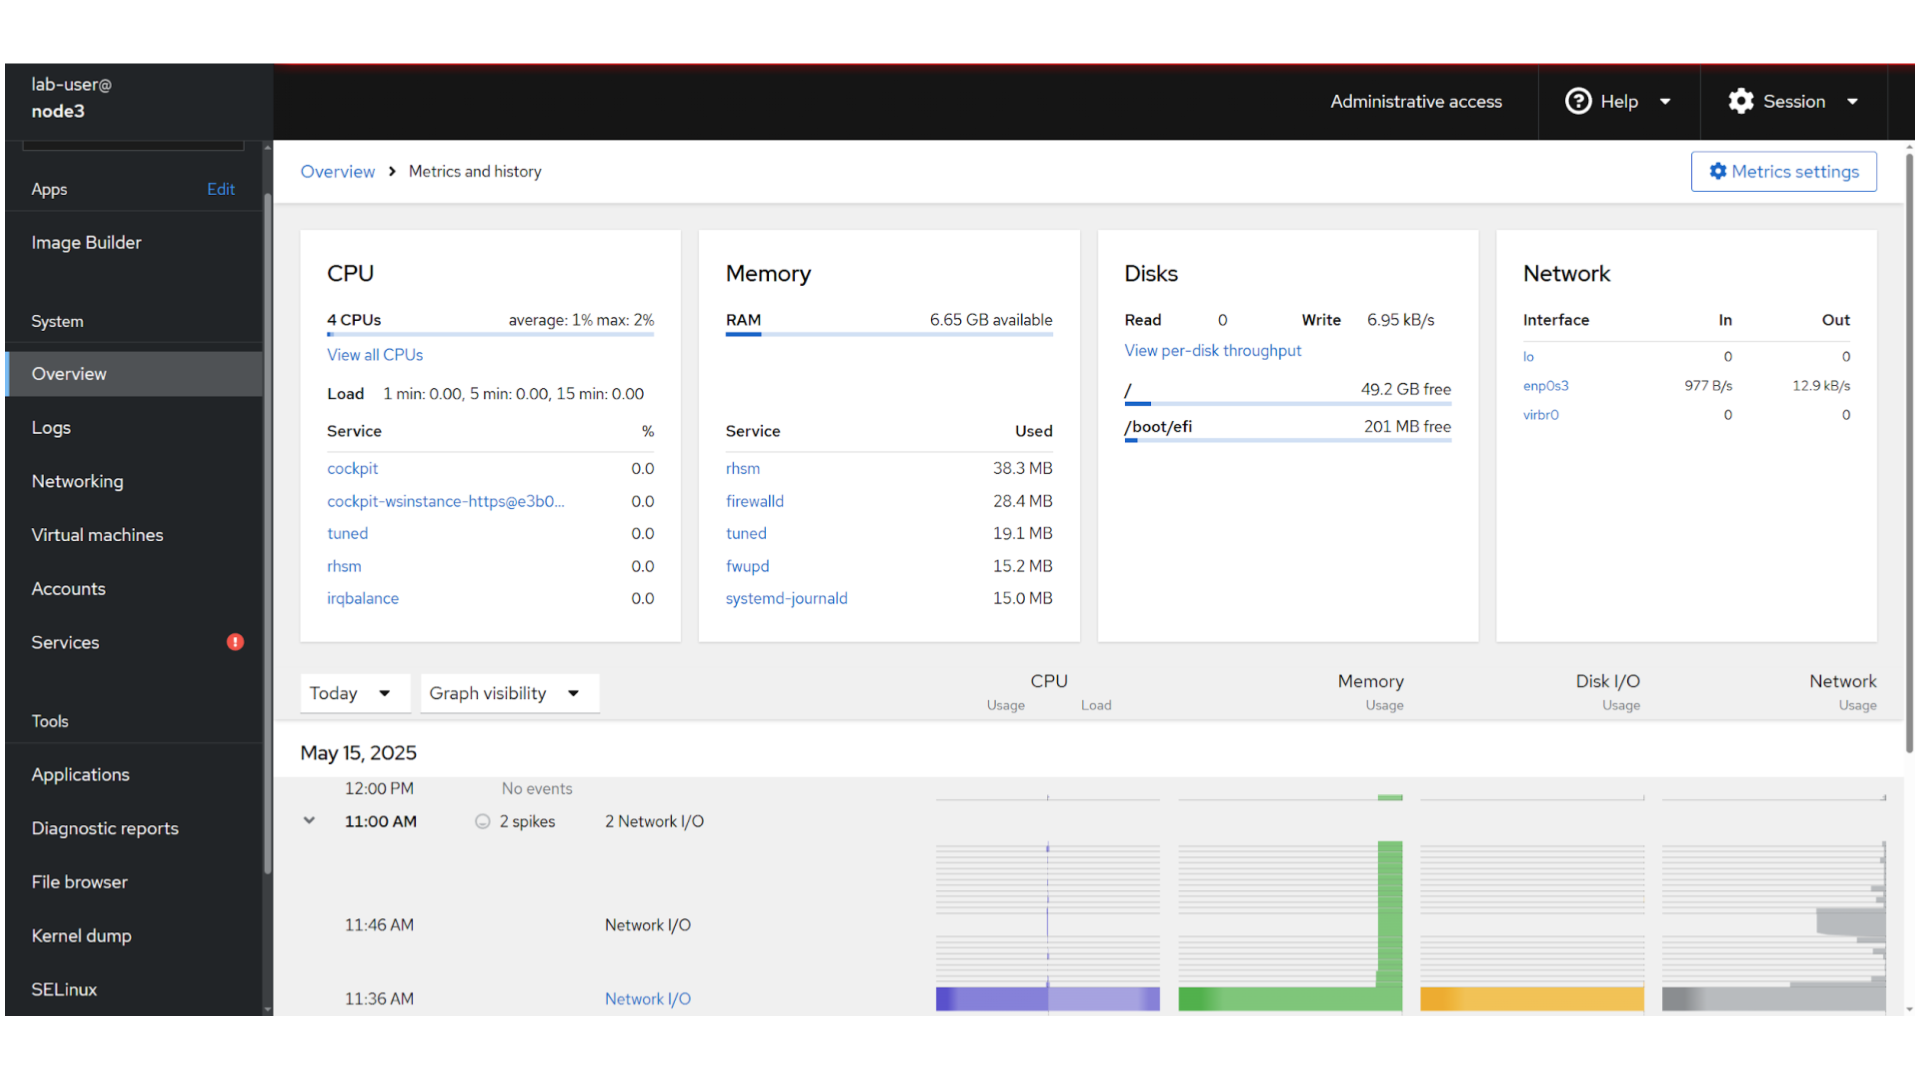 lab-user@
node3
Administrative access
Help
Session
Apps Edit
Image Builder
System
Overview
Logs
Networking
Virtual machines
Accounts
Services
Tools
Applications
Diagnostic reports
File browser
Kernel dump
SELinux
Overview > Metrics and history
Metrics settings
CPU
4 CPUs average: 1% max: 2%
View all CPUs
Load 1 min: 0.00, 5 min: 0.00, 15 min: 0.00
Service %
cockpit 0.0
cockpit-wsinstance-https@e3b0... 0.0
tuned 0.0
rhsm 0.0
irqbalance 0.0
Memory
RAM 6.65 GB available
Service Used
rhsm 38.3 MB
firewalld 28.4 MB
tuned 19.1 MB
fwupd 15.2 MB
systemd-journald 15.0 MB
Disks
Read 0 Write 6.95 kB/s
View per-disk throughput
/ 49.2 GB free
/boot/efi 201 MB free
Network
Interface In Out
lo 0 0
enp0s3 977 B/s 12.9 kB/s
virbr0 0 0
Today
Graph visibility
CPU Memory Disk I/O Network
Usage Load Usage Usage Usage
May 15, 2025
12:00 PM No events
11:00 AM 2 spikes 2 Network I/O
11:46 AM Network I/O
11:36 AM Network I/O